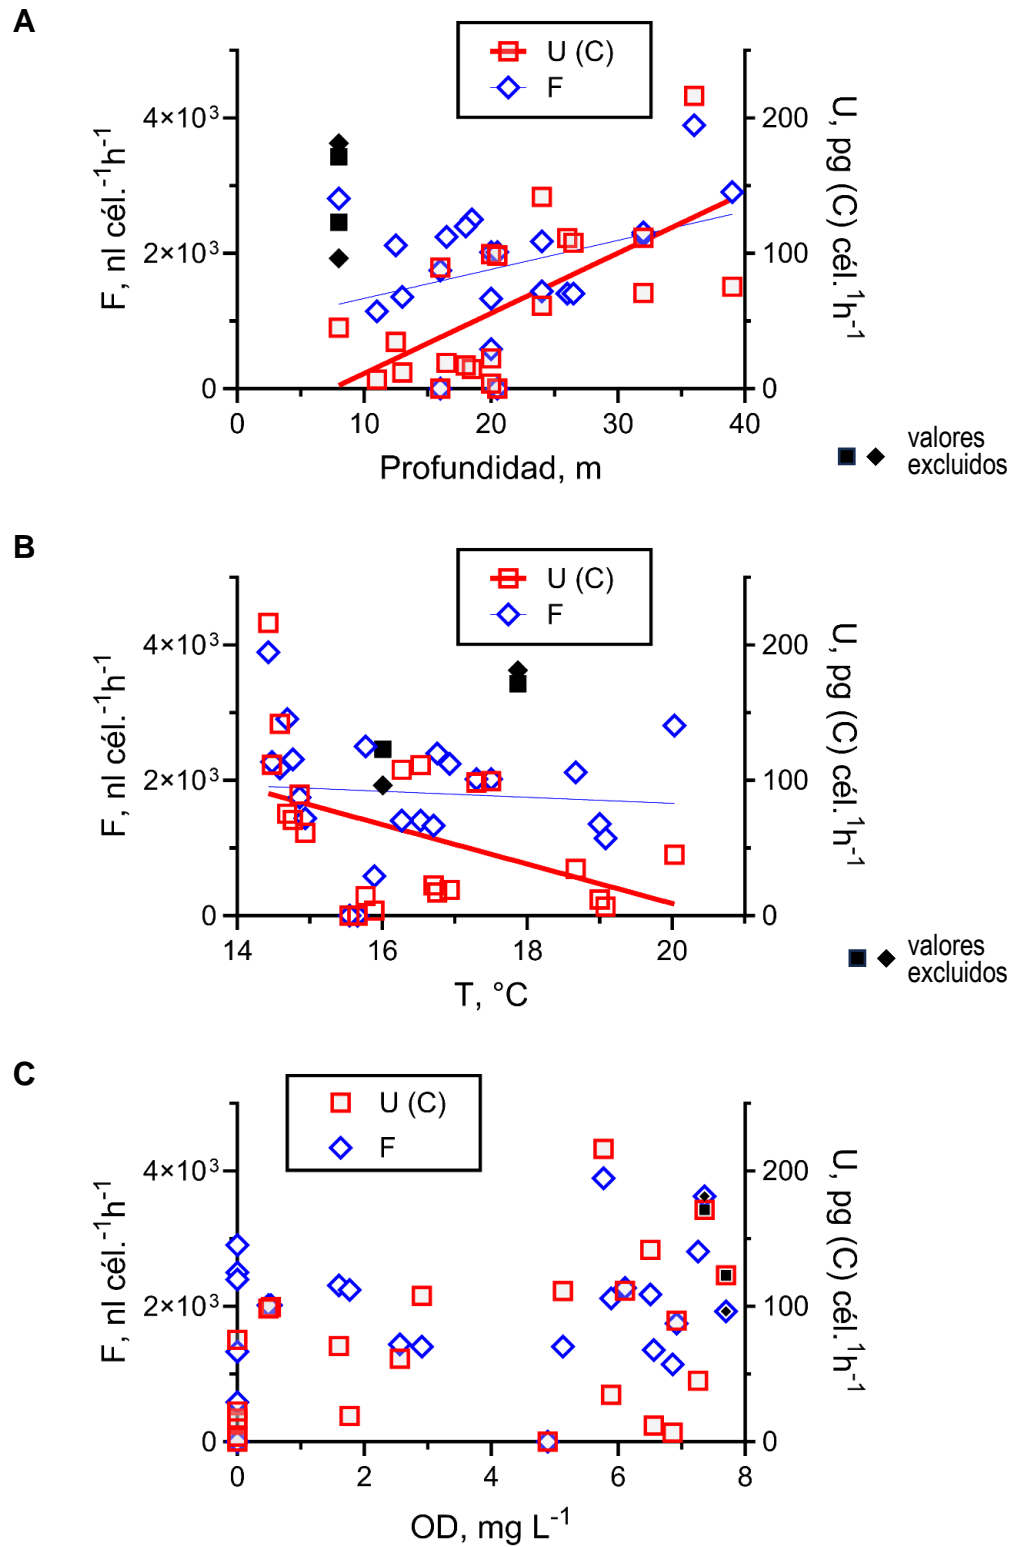 A
U (C)
F
4×10³
2×10³
0
F, nl cél.⁻¹h⁻¹
200
100
0
U, pg (C) cél.⁻¹h⁻¹
0 10 20 30 40
Profundidad, m
valores
excluidos
B
U (C)
F
4×10³
2×10³
0
F, nl cél.⁻¹h⁻¹
200
100
0
U, pg (C) cél.⁻¹h⁻¹
14 16 18 20
T, °C
valores
excluidos
C
U (C)
F
4×10³
2×10³
0
F, nl cél.⁻¹h⁻¹
200
100
0
U, pg (C) cél.⁻¹h⁻¹
0 2 4 6 8
OD, mg L⁻¹